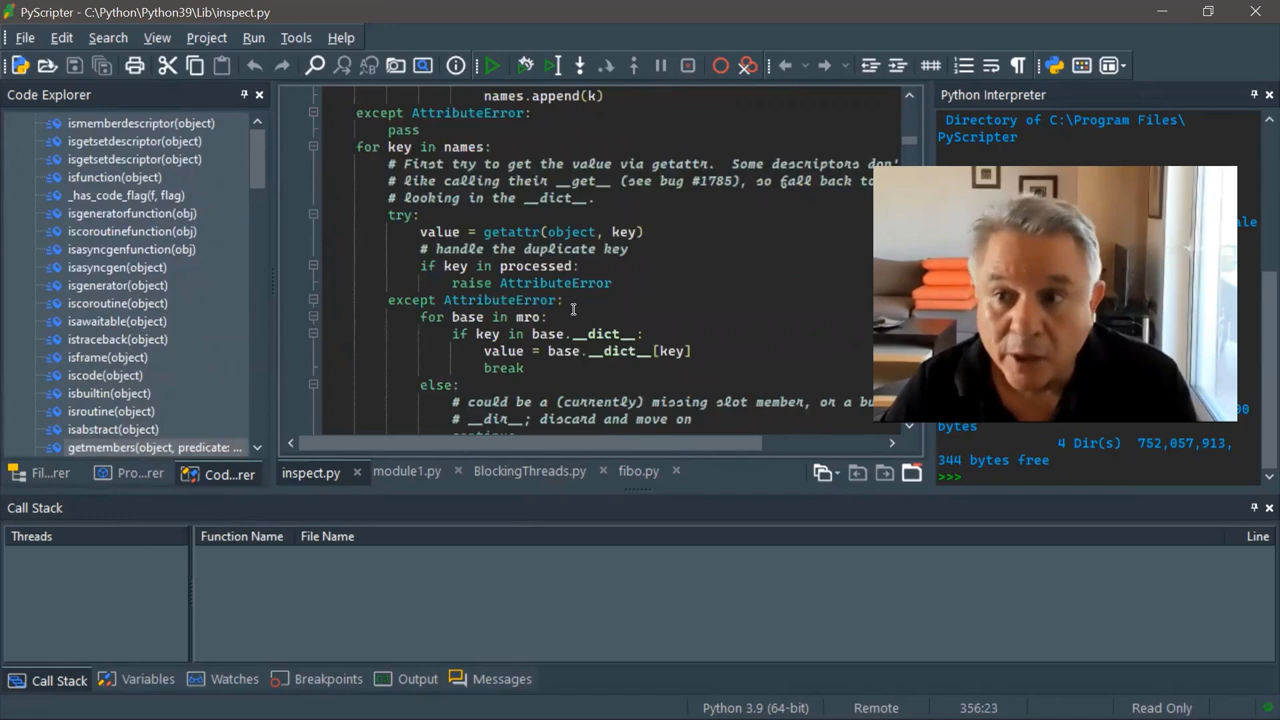 PyScripter - C:\Python\Python39\Lib\inspect.py
File Edit Search View Project Run Tools Help
Code Explorer
ismemberdescriptor(object)
isgetsetdescriptor(object)
isgetsetdescriptor(object)
isfunction(object)
_has_code_flag(f, flag)
isgeneratorfunction(obj)
iscoroutinefunction(obj)
isasyncgenfunction(obj)
isasyncgen(object)
isgenerator(object)
iscoroutine(object)
isawaitable(object)
istraceback(object)
isframe(object)
iscode(object)
isbuiltin(object)
isroutine(object)
isabstract(object)
getmembers(object, predicate: ...
Fil...rer Pro...rer Cod...rer
names.append(k)
except AttributeError:
pass
for key in names:
# First try to get the value via getattr. Some descriptors don'
# like calling their __get__ (see bug #1785), so fall back to
# looking in the __dict__.
try:
value = getattr(object, key)
# handle the duplicate key
if key in processed:
raise AttributeError
except AttributeError:
for base in mro:
if key in base.__dict__:
value = base.__dict__[key]
break
else:
# could be a (currently) missing slot member, or a bu
# __dir__; discard and move on
inspect.py module1.py BlockingThreads.py fibo.py
Python Interpreter
Directory of C:\Program Files\
PyScripter
bytes
4 Dir(s) 752,057,913,
344 bytes free
>>>
Call Stack
Threads Function Name File Name Line
Call Stack Variables Watches Breakpoints Output Messages
Python 3.9 (64-bit) Remote 356:23 Read Only